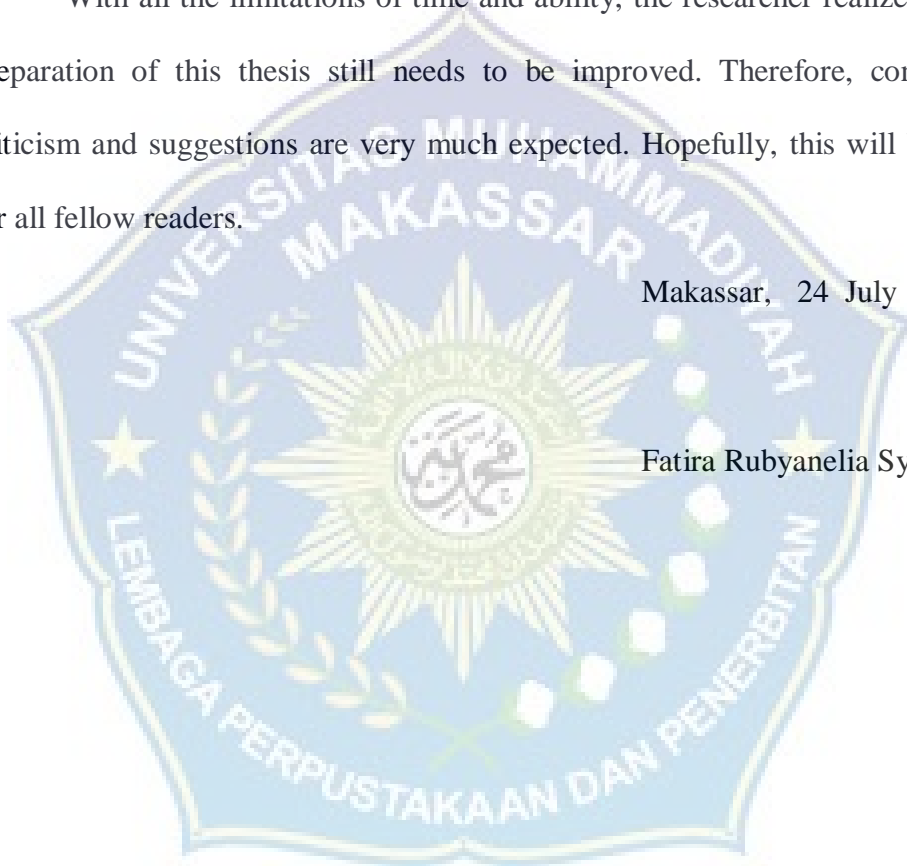 With all the limitations of time and ability, the researcher realize
eparation of this thesis still needs to be improved. Therefore, con
iticism and suggestions are very much expected. Hopefully, this will
r all fellow readers.
Makassar, 24 July
Fatira Rubyanelia Sy
UNIVERSITAS MUHAMMADIYAH
MAKASSAR
LEMBAGA PERPUSTAKAAN DAN PENERBITAN